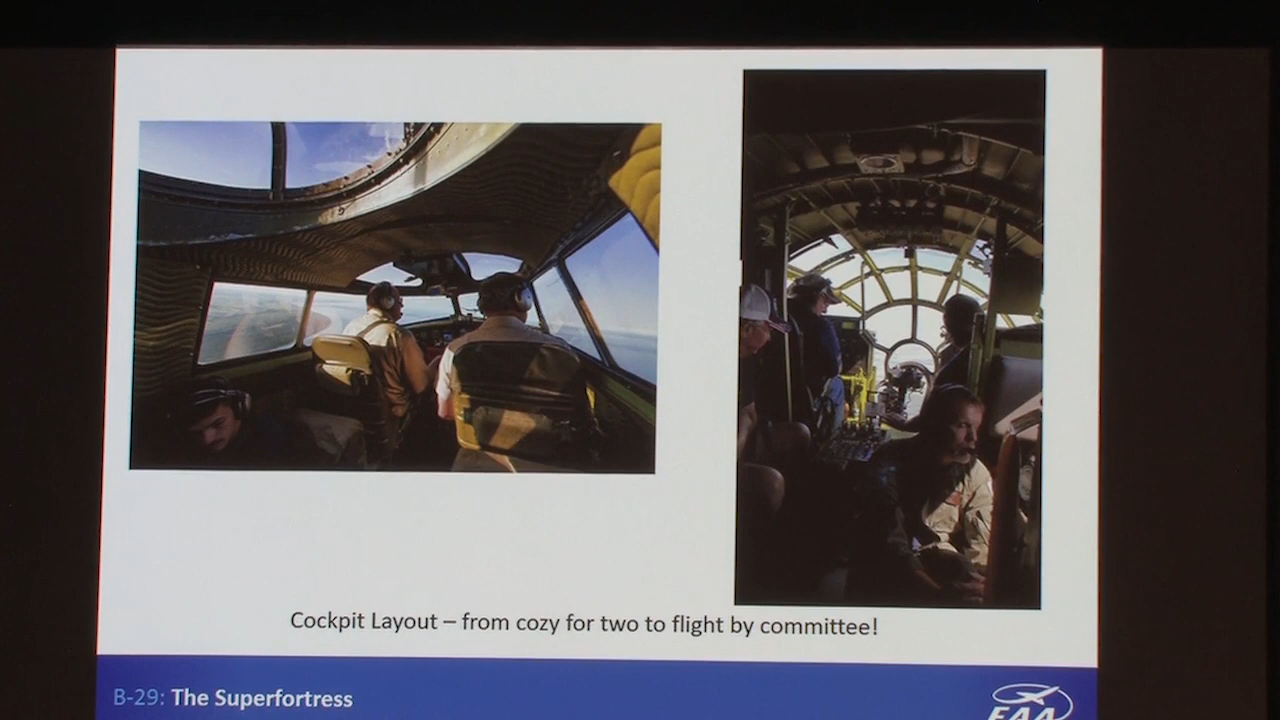 Cockpit Layout – from cozy for two to flight by committee!
B-29: The Superfortress
EAA